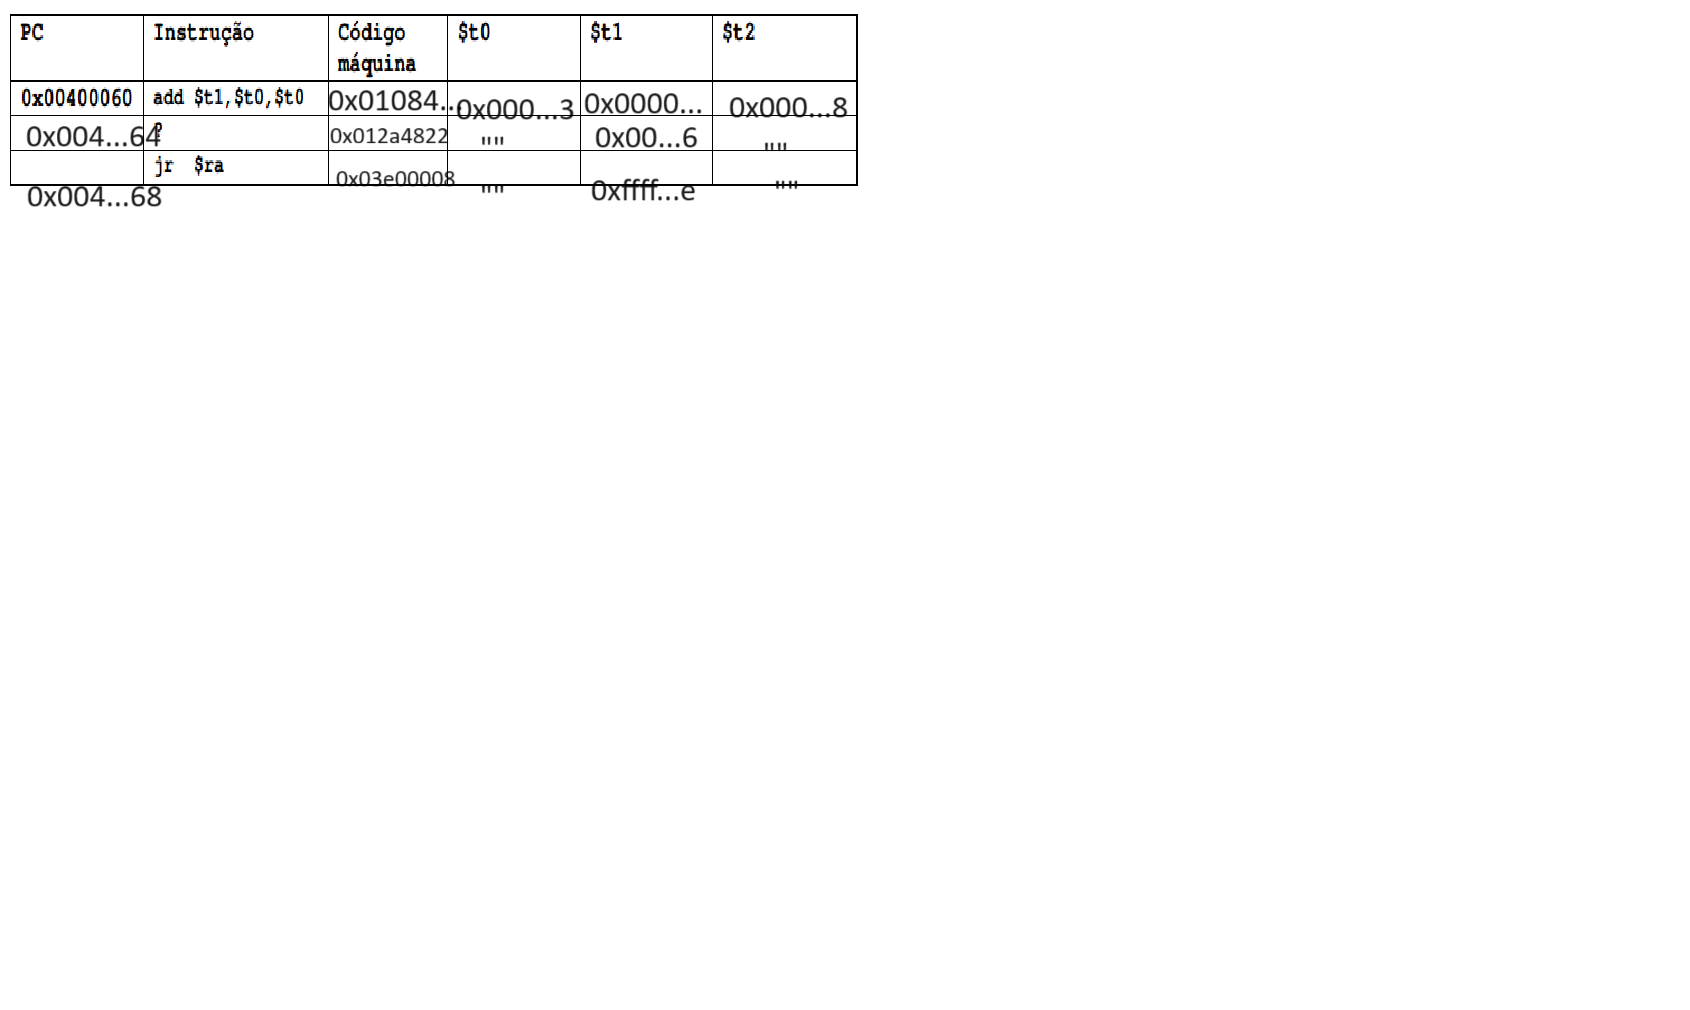 PC Instrução Código máquina $t0 $t1 $t2
0x00400060 add $t1,$t0,$t0 0x01084... 0x000...3 0x0000... 0x000...8
0x004...64 ? 0x012a4822 "" 0x00...6 ""
0x004...68 jr $ra 0x03e00008 "" 0xffff...e ""